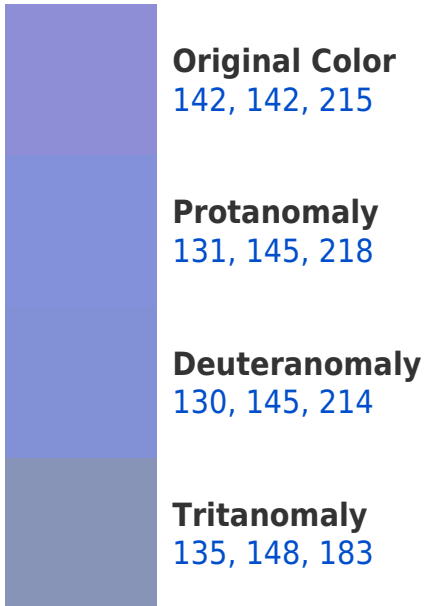 Original Color
142, 142, 215
Protanomaly
131, 145, 218
Deuteranomaly
130, 145, 214
Tritanomaly
135, 148, 183